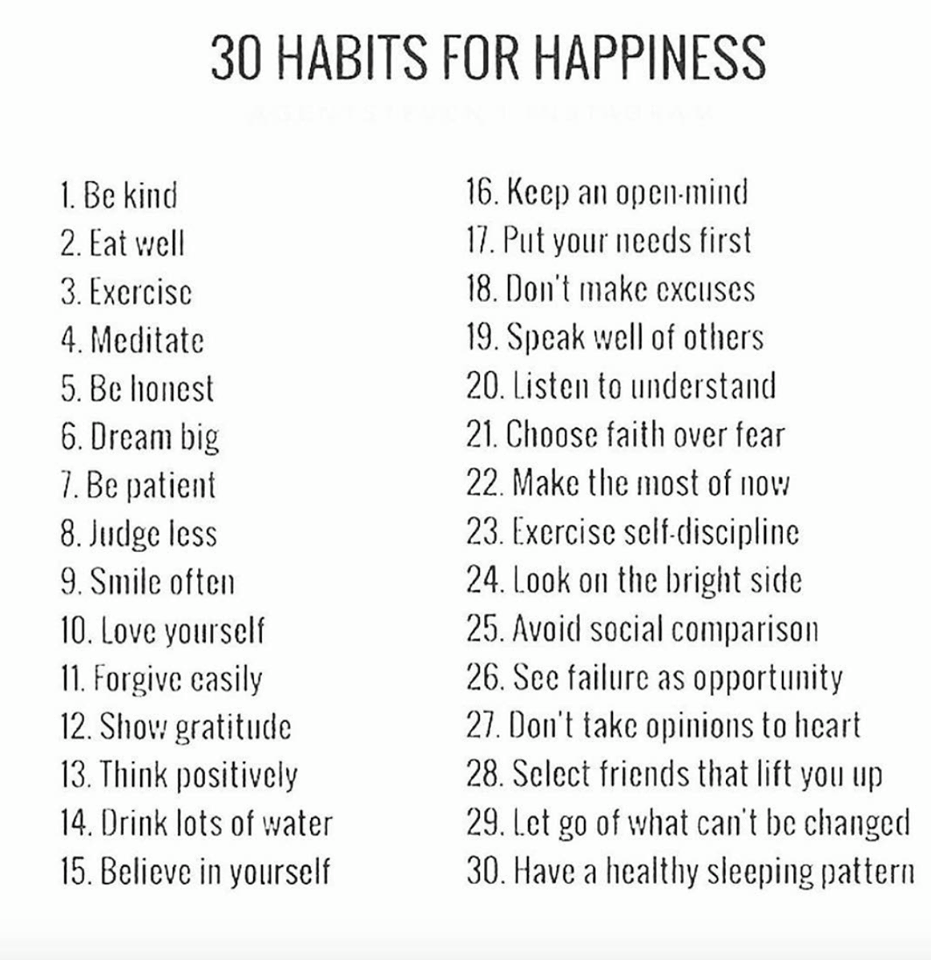 30 HABITS FOR HAPPINESS
1. Be kind
2. Eat well
3. Exercise
4. Meditate
5. Be honest
6. Dream big
7. Be patient
8. Judge less
9. Smile often
10. Love yourself
11. Forgive easily
12. Show gratitude
13. Think positively
14. Drink lots of water
15. Believe in yourself
16. Keep an open-mind
17. Put your needs first
18. Don't make excuses
19. Speak well of others
20. Listen to understand
21. Choose faith over fear
22. Make the most of now
23. Exercise self-discipline
24. Look on the bright side
25. Avoid social comparison
26. See failure as opportunity
27. Don't take opinions to heart
28. Select friends that lift you up
29. Let go of what can't be changed
30. Have a healthy sleeping pattern